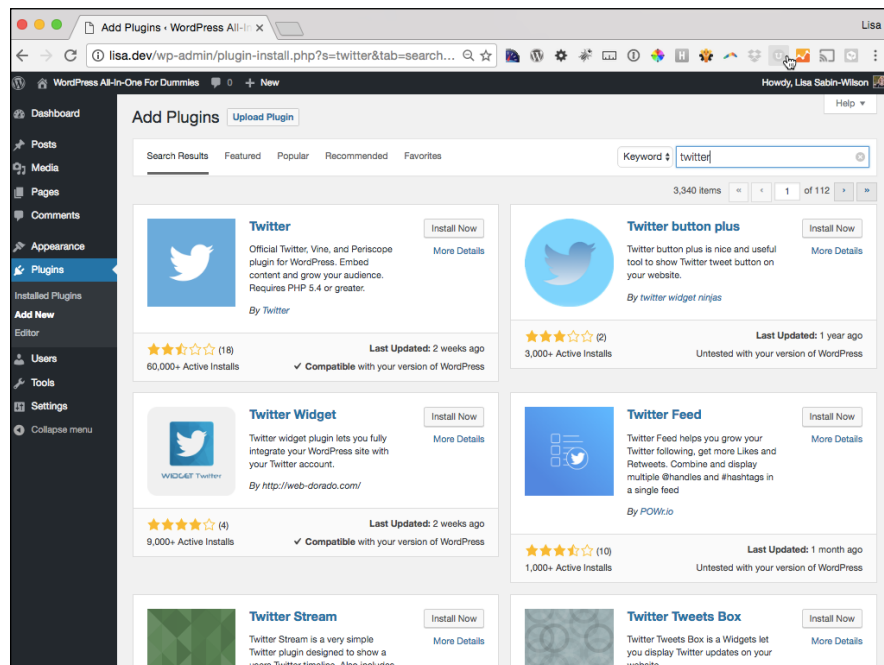 Add Plugins ‹ WordPress All-In
Lisa
lisa.dev/wp-admin/plugin-install.php?s=twitter&tab=search...
WordPress All-In-One For Dummies 0 + New
Howdy, Lisa Sabin-Wilson
Help
Dashboard
Posts
Media
Pages
Comments
Appearance
Plugins
Installed Plugins
Add New
Editor
Users
Tools
Settings
Collapse menu
Add Plugins Upload Plugin
Search Results Featured Popular Recommended Favorites
Keyword twitter
3,340 items « ‹ 1 of 112 › »
Twitter
Install Now
More Details
Official Twitter, Vine, and Periscope
plugin for WordPress. Embed
content and grow your audience.
Requires PHP 5.4 or greater.
By Twitter
(18)
60,000+ Active Installs
Last Updated: 2 weeks ago
Compatible with your version of WordPress
Twitter button plus
Install Now
More Details
Twitter button plus is nice and useful
tool to show Twitter tweet button on
your website.
By twitter widget ninjas
(2)
3,000+ Active Installs
Last Updated: 1 year ago
Untested with your version of WordPress
WIDGET Twitter
Twitter Widget
Install Now
More Details
Twitter widget plugin lets you fully
integrate your WordPress site with
your Twitter account.
By http://web-dorado.com/
(4)
9,000+ Active Installs
Last Updated: 2 weeks ago
Compatible with your version of WordPress
Twitter Feed
Install Now
More Details
Twitter Feed helps you grow your
Twitter following, get more Likes and
Retweets. Combine and display
multiple @handles and #hashtags in
a single feed
By POWr.io
(10)
1,000+ Active Installs
Last Updated: 1 month ago
Untested with your version of WordPress
Twitter Stream
Install Now
More Details
Twitter Stream is a very simple
Twitter plugin designed to show a
users Twitter timeline. Also includes
Twitter Tweets Box
Install Now
More Details
Twitter Tweets Box is a Widgets let
you display Twitter updates on your
website